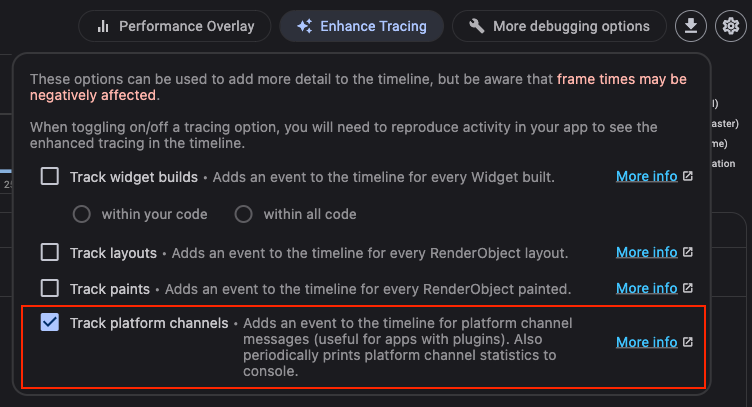 Performance Overlay
Enhance Tracing
More debugging options
These options can be used to add more detail to the timeline, but be aware that frame times may be
negatively affected.
When toggling on/off a tracing option, you will need to reproduce activity in your app to see the
enhanced tracing in the timeline.
Track widget builds • Adds an event to the timeline for every Widget built.
More info
within your code
within all code
Track layouts • Adds an event to the timeline for every RenderObject layout.
More info
Track paints • Adds an event to the timeline for every RenderObject painted.
More info
Track platform channels • Adds an event to the timeline for platform channel
messages (useful for apps with plugins). Also
periodically prints platform channel statistics to
console.
More info